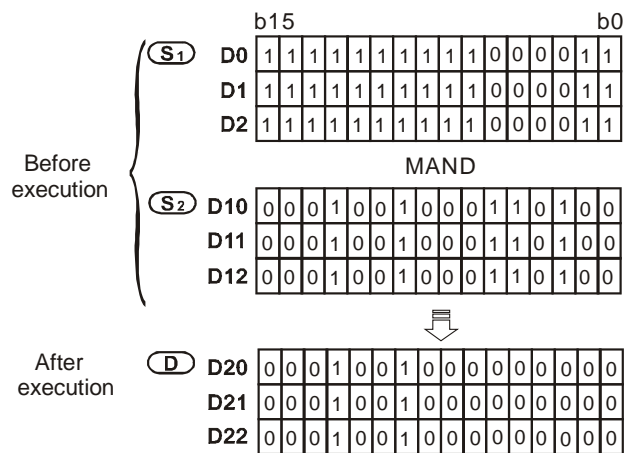 b15 b0
S1 D0 1 1 1 1 1 1 1 1 1 1 0 0 0 0 1 1
D1 1 1 1 1 1 1 1 1 1 1 0 0 0 0 1 1
D2 1 1 1 1 1 1 1 1 1 1 0 0 0 0 1 1
Before
execution
MAND
S2 D10 0 0 0 1 0 0 1 0 0 0 1 1 0 1 0 0
D11 0 0 0 1 0 0 1 0 0 0 1 1 0 1 0 0
D12 0 0 0 1 0 0 1 0 0 0 1 1 0 1 0 0
After
execution
D D20 0 0 0 1 0 0 1 0 0 0 0 0 0 0 0 0
D21 0 0 0 1 0 0 1 0 0 0 0 0 0 0 0 0
D22 0 0 0 1 0 0 1 0 0 0 0 0 0 0 0 0